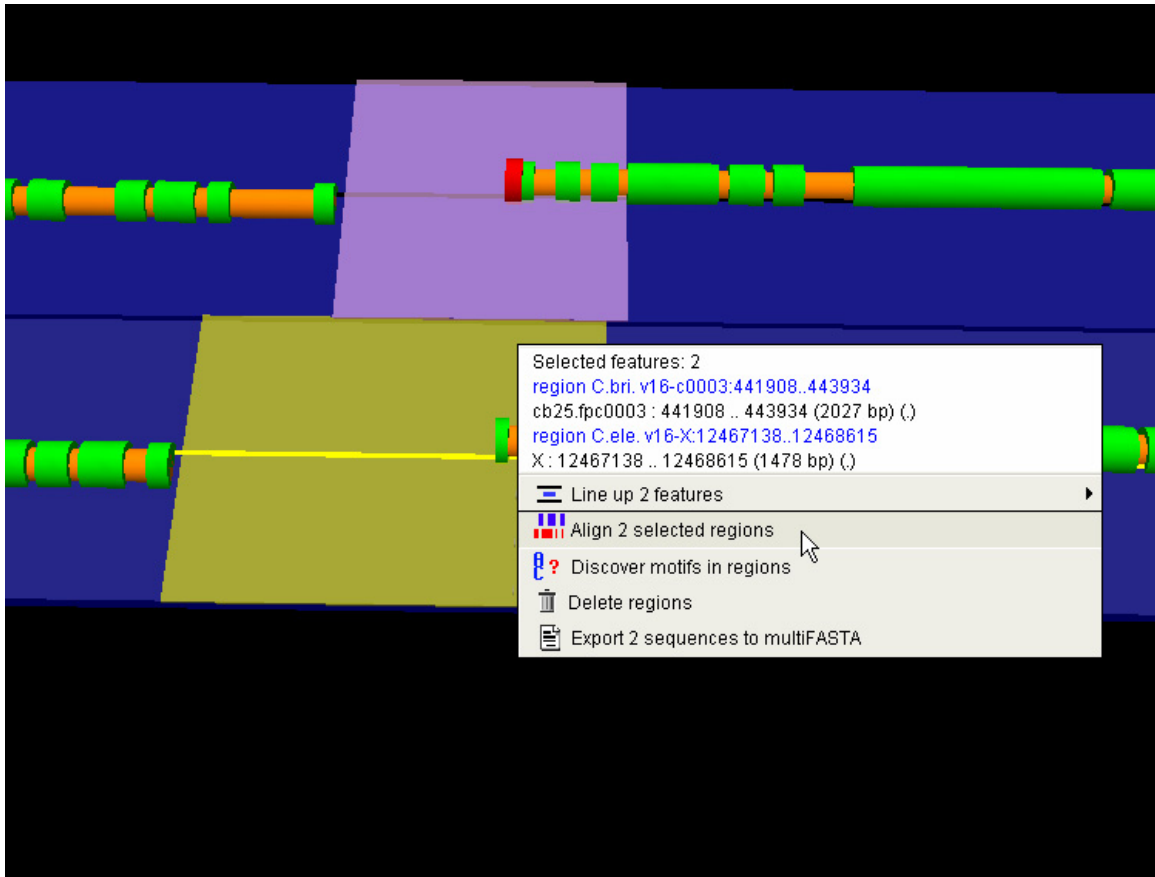 Selected features: 2
region C.bri. v16-c0003:441908..443934
cb25.fpc0003 : 441908 .. 443934 (2027 bp) (.)
region C.ele. v16-X:12467138..12468615
X : 12467138 .. 12468615 (1478 bp) (.)
Line up 2 features
Align 2 selected regions
Discover motifs in regions
Delete regions
Export 2 sequences to multiFASTA